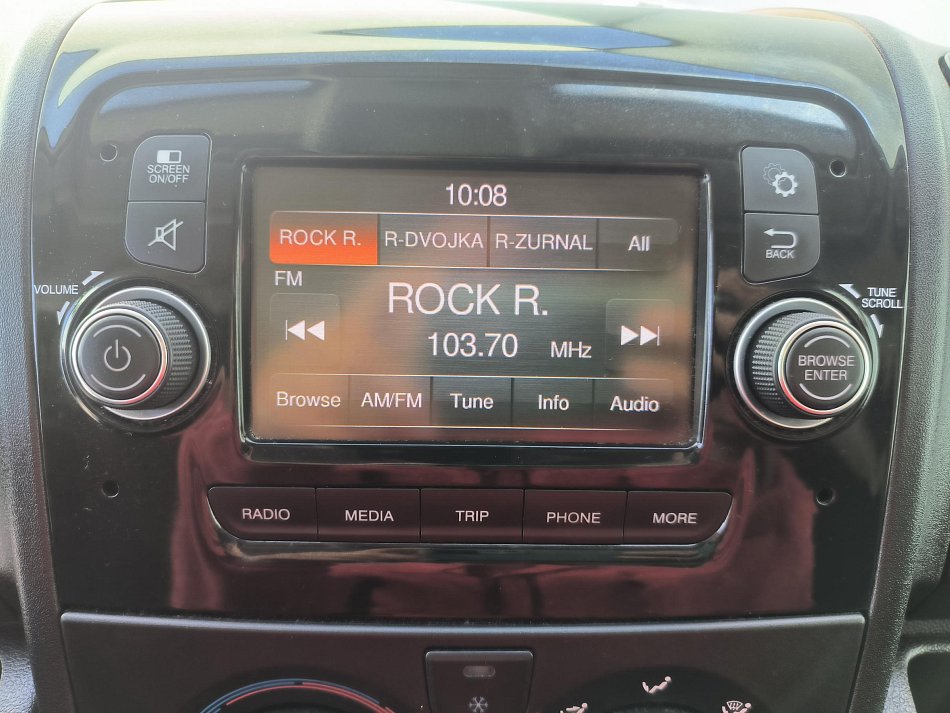 SCREEN
ON/OFF
10:08
ROCK R. R-DVOJKA R-ZURNAL All
BACK
VOLUME
FM
ROCK R.
103.70 MHz
TUNE
SCROLL
BROWSE
ENTER
Browse AM/FM Tune Info Audio
RADIO MEDIA TRIP PHONE MORE